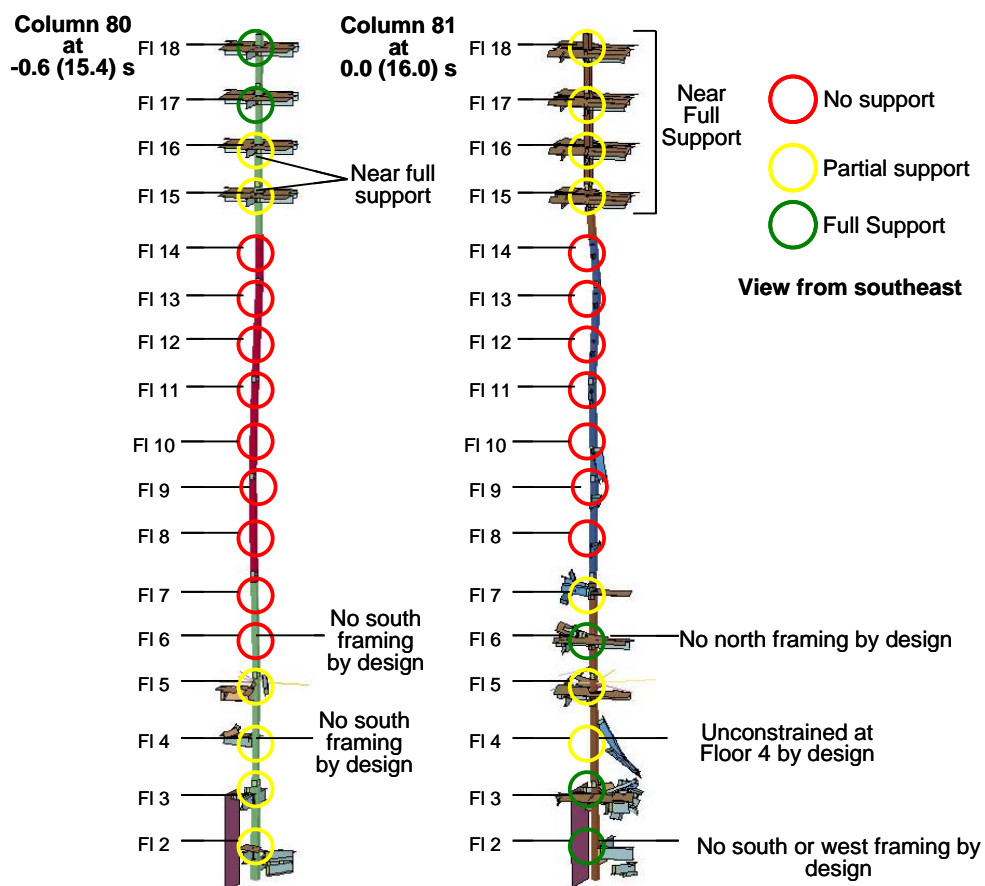 Column 80
at
-0.6 (15.4) s
Fl 18
Fl 17
Fl 16
Fl 15
Near full
support
Fl 14
Fl 13
Fl 12
Fl 11
Fl 10
Fl 9
Fl 8
Fl 7
Fl 6
No south
framing
by design
Fl 5
Fl 4
No south
framing
by design
Fl 3
Fl 2
Column 81
at
0.0 (16.0) s
Fl 18
Fl 17
Fl 16
Fl 15
Near
Full
Support
Fl 14
Fl 13
Fl 12
Fl 11
Fl 10
Fl 9
Fl 8
Fl 7
Fl 6
No north framing by design
Fl 5
Fl 4
Unconstrained at
Floor 4 by design
Fl 3
Fl 2
No south or west framing by
design
No support
Partial support
Full Support
View from southeast